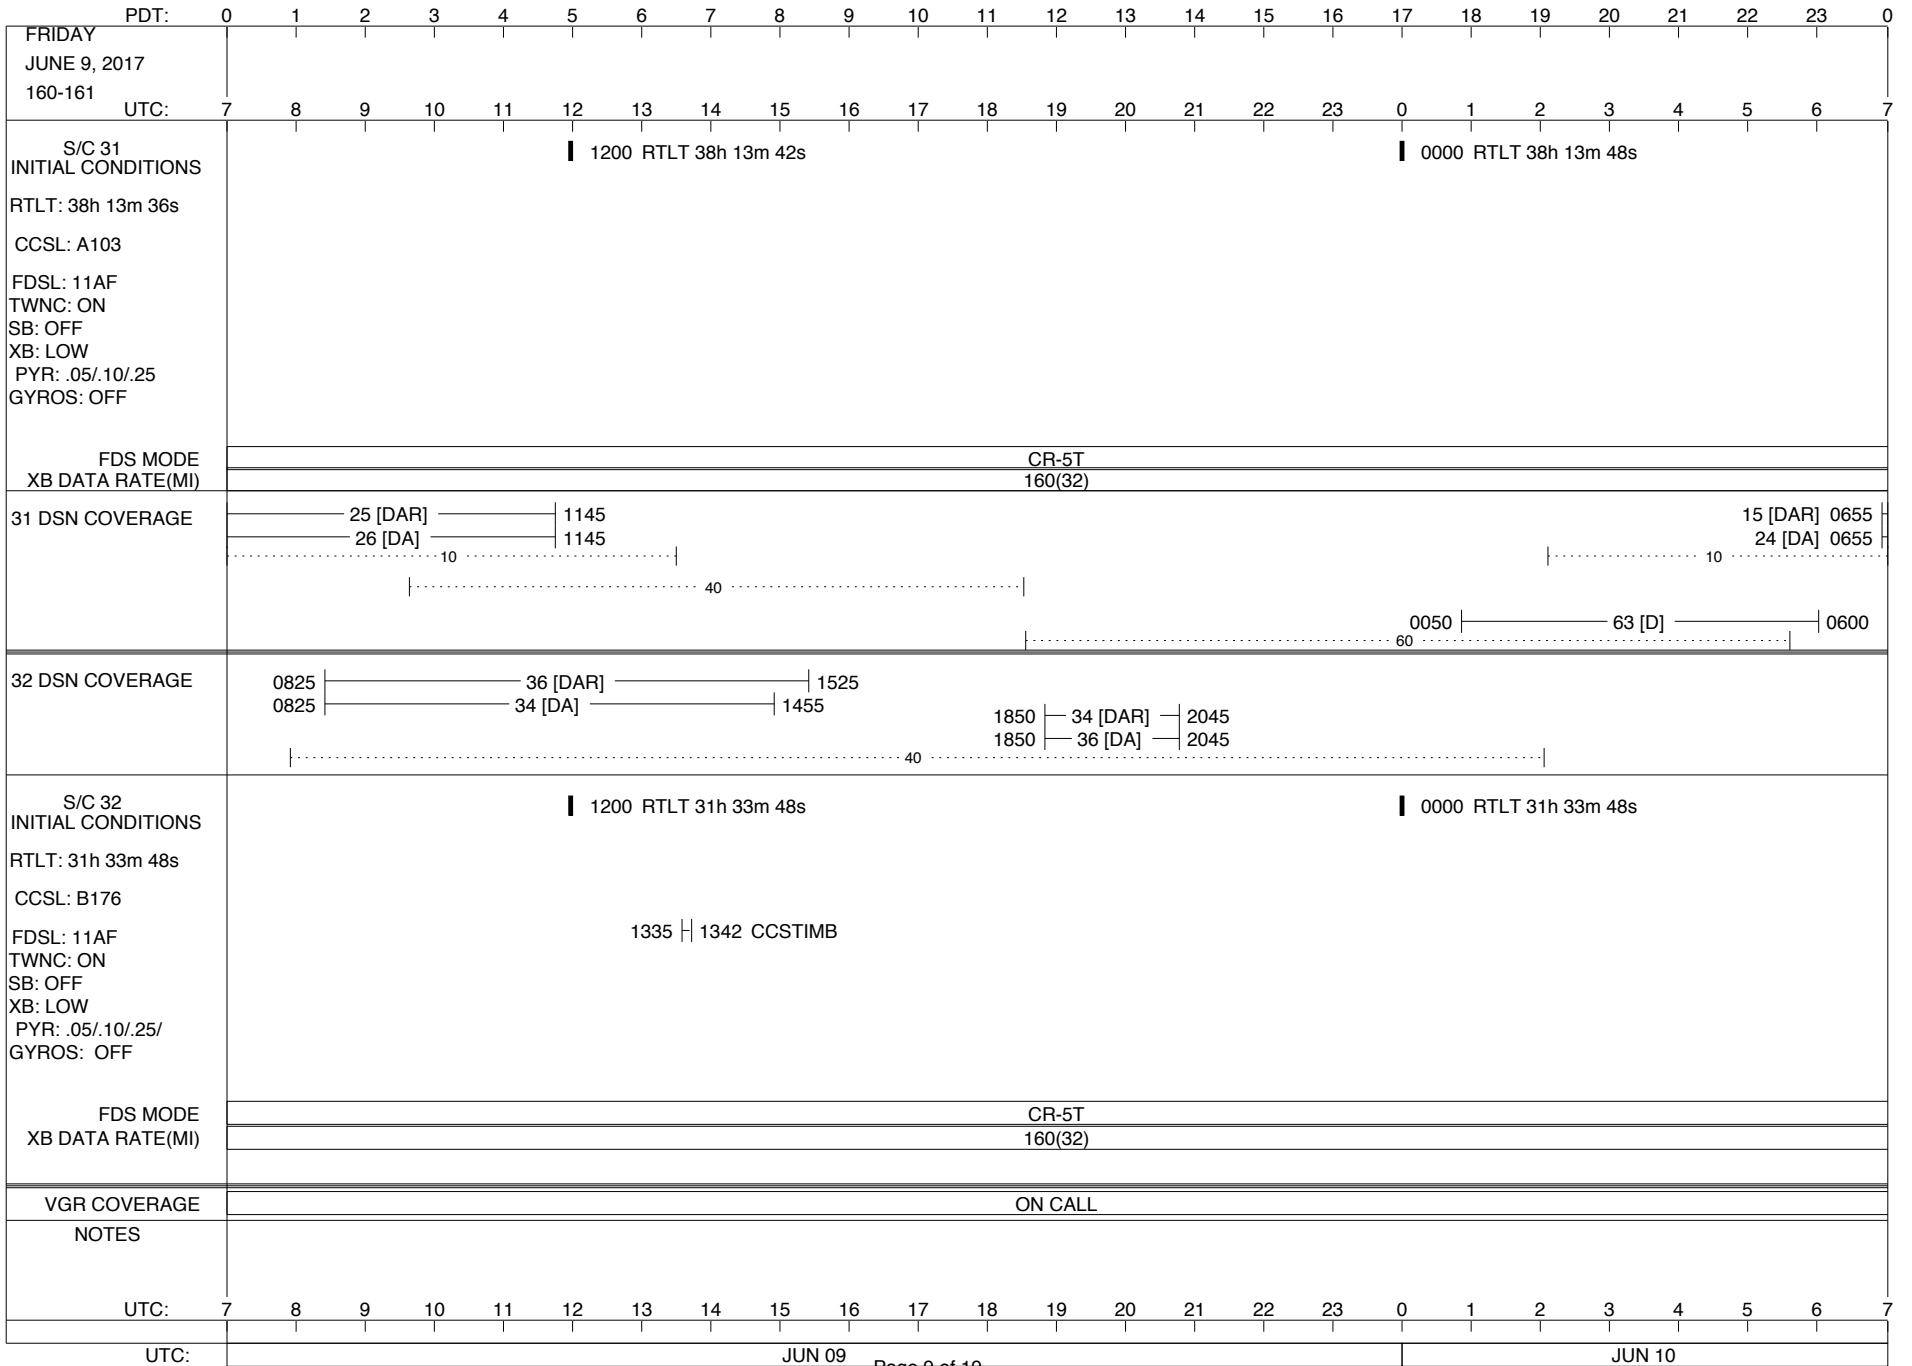 PDT: 0 1 2 3 4 5 6 7 8 9 10 11 12 13 14 15 16 17 18 19 20 21 22 23 0
FRIDAY
JUNE 9, 2017
160-161
UTC: 7 8 9 10 11 12 13 14 15 16 17 18 19 20 21 22 23 0 1 2 3 4 5 6 7
S/C 31
INITIAL CONDITIONS
1200 RTLT 38h 13m 42s
0000 RTLT 38h 13m 48s
RTLT: 38h 13m 36s
CCSL: A103
FDSL: 11AF
TWNC: ON
SB: OFF
XB: LOW
PYR: .05/.10/.25
GYROS: OFF
FDS MODE CR-5T
XB DATA RATE(MI) 160(32)
31 DSN COVERAGE
25 [DAR] 1145
15 [DAR] 0655
26 [DA] 1145
24 [DA] 0655
10
10
40
0050 63 [D] 0600
60
32 DSN COVERAGE
0825 36 [DAR] 1525
0825 34 [DA] 1455
1850 34 [DAR] 2045
1850 36 [DA] 2045
40
S/C 32
INITIAL CONDITIONS
1200 RTLT 31h 33m 48s
0000 RTLT 31h 33m 48s
RTLT: 31h 33m 48s
CCSL: B176
1335 1342 CCSTIMB
FDSL: 11AF
TWNC: ON
SB: OFF
XB: LOW
PYR: .05/.10/.25/
GYROS: OFF
FDS MODE CR-5T
XB DATA RATE(MI) 160(32)
VGR COVERAGE ON CALL
NOTES
UTC: 7 8 9 10 11 12 13 14 15 16 17 18 19 20 21 22 23 0 1 2 3 4 5 6 7
UTC: JUN 09 JUN 10
Page 9 of 19